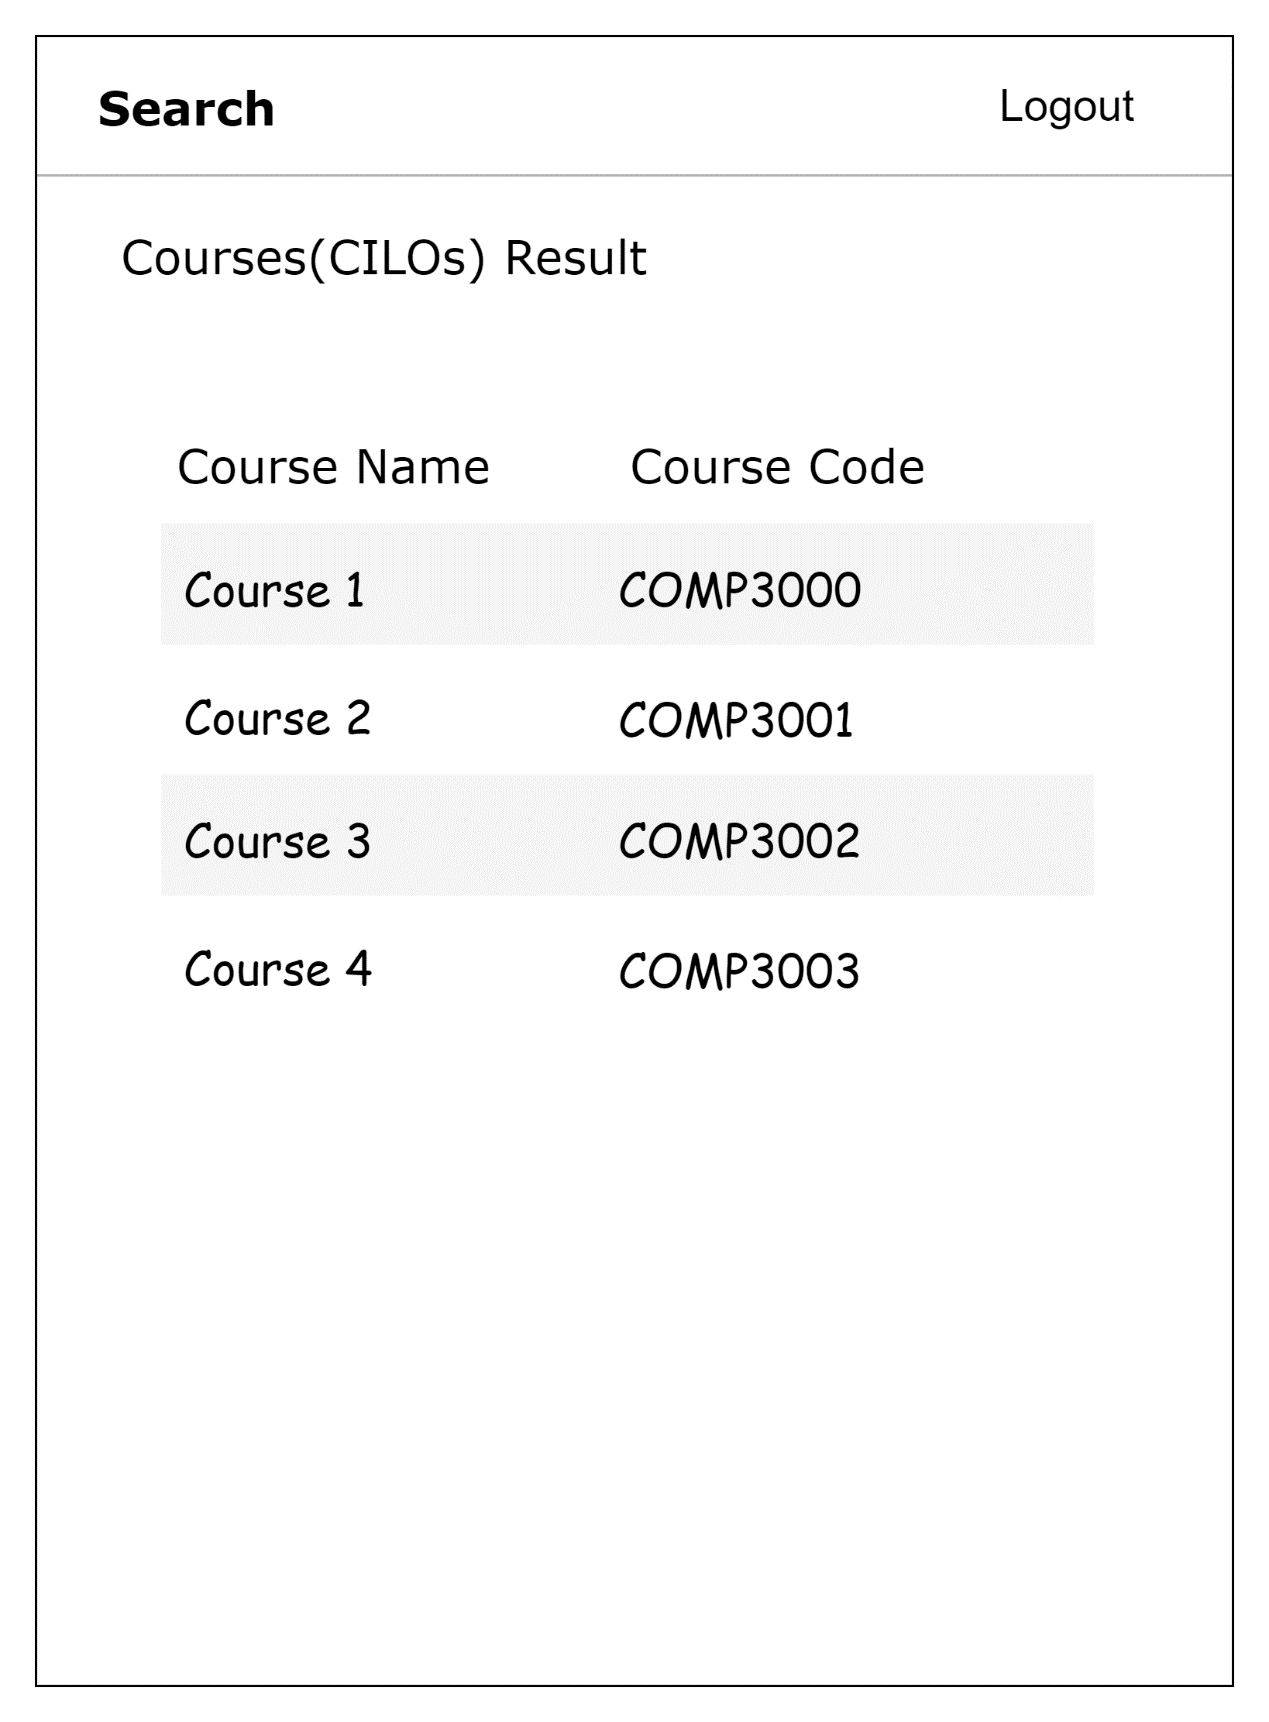 Search Logout
Courses(CILOs) Result
Course Name Course Code
Course 1 COMP3000
Course 2 COMP3001
Course 3 COMP3002
Course 4 COMP3003